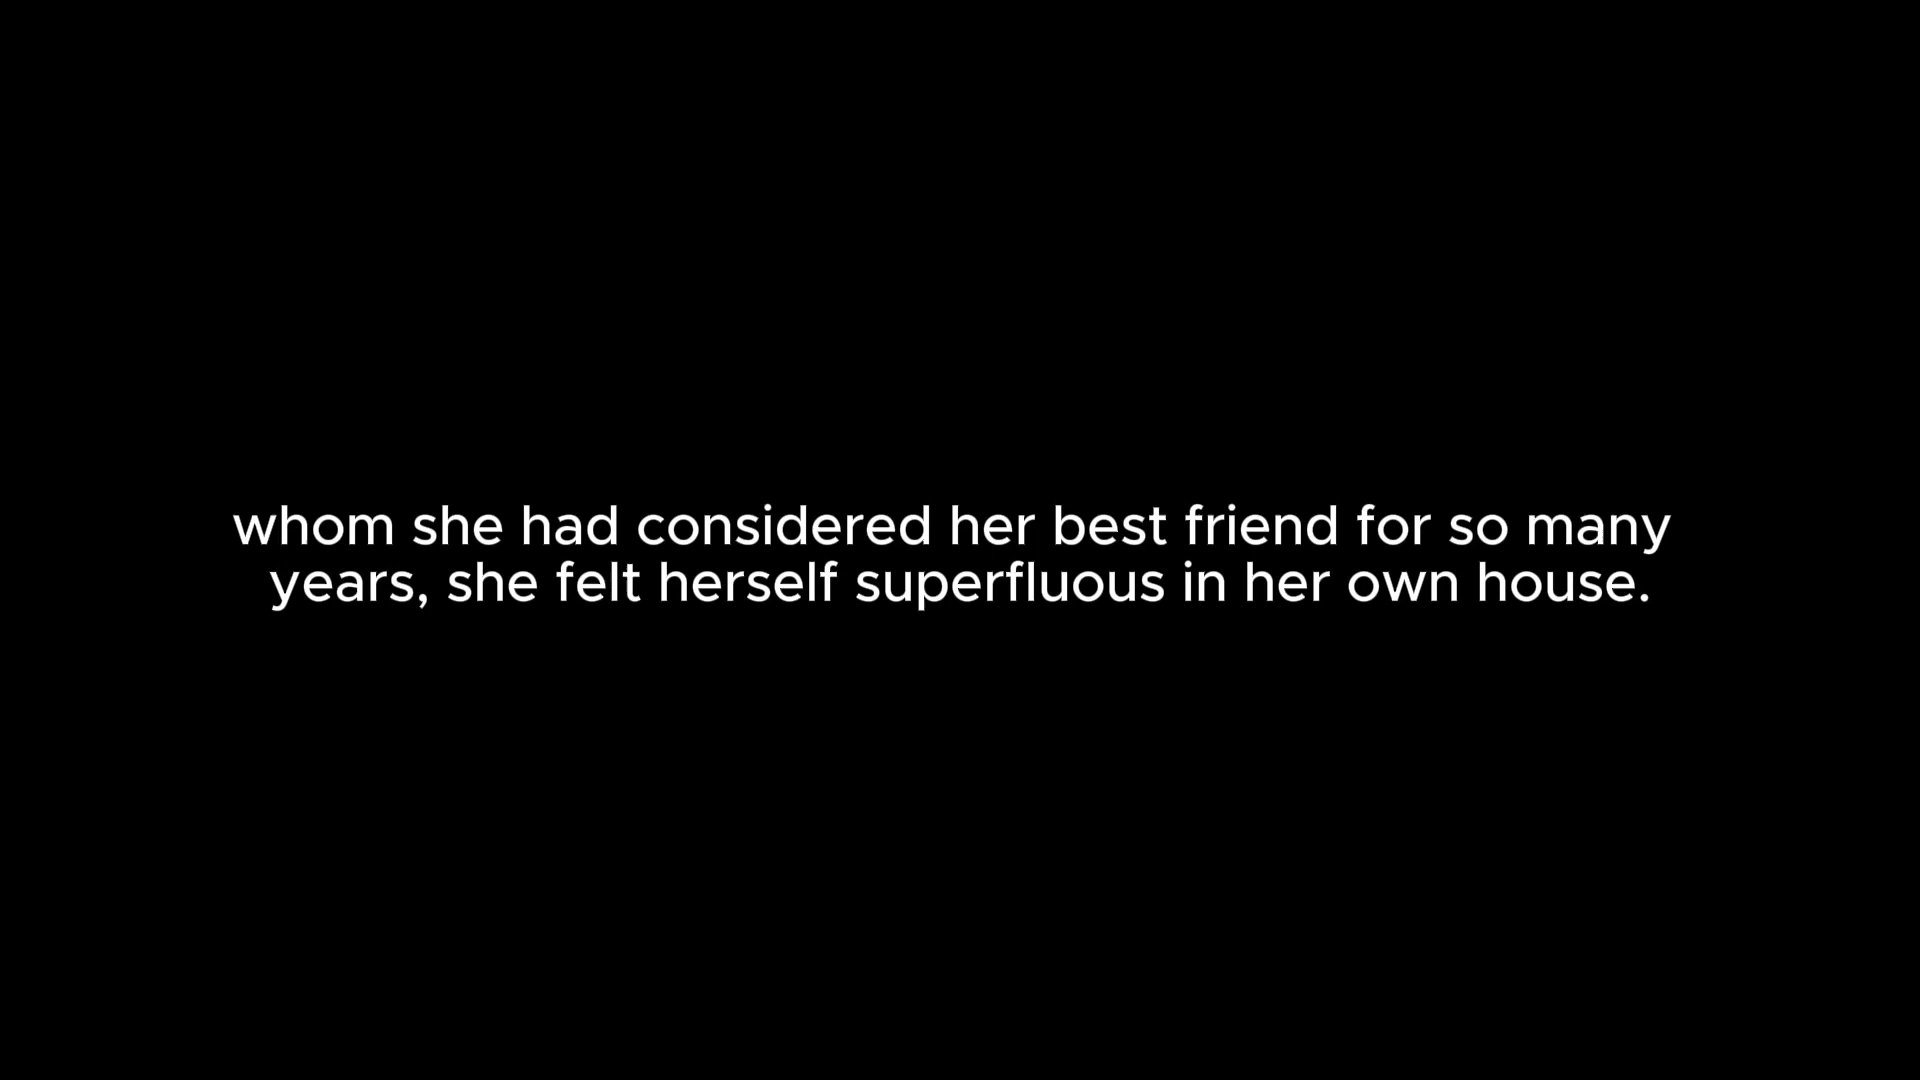 whom she had considered her best friend for so many
years, she felt herself superfluous in her own house.